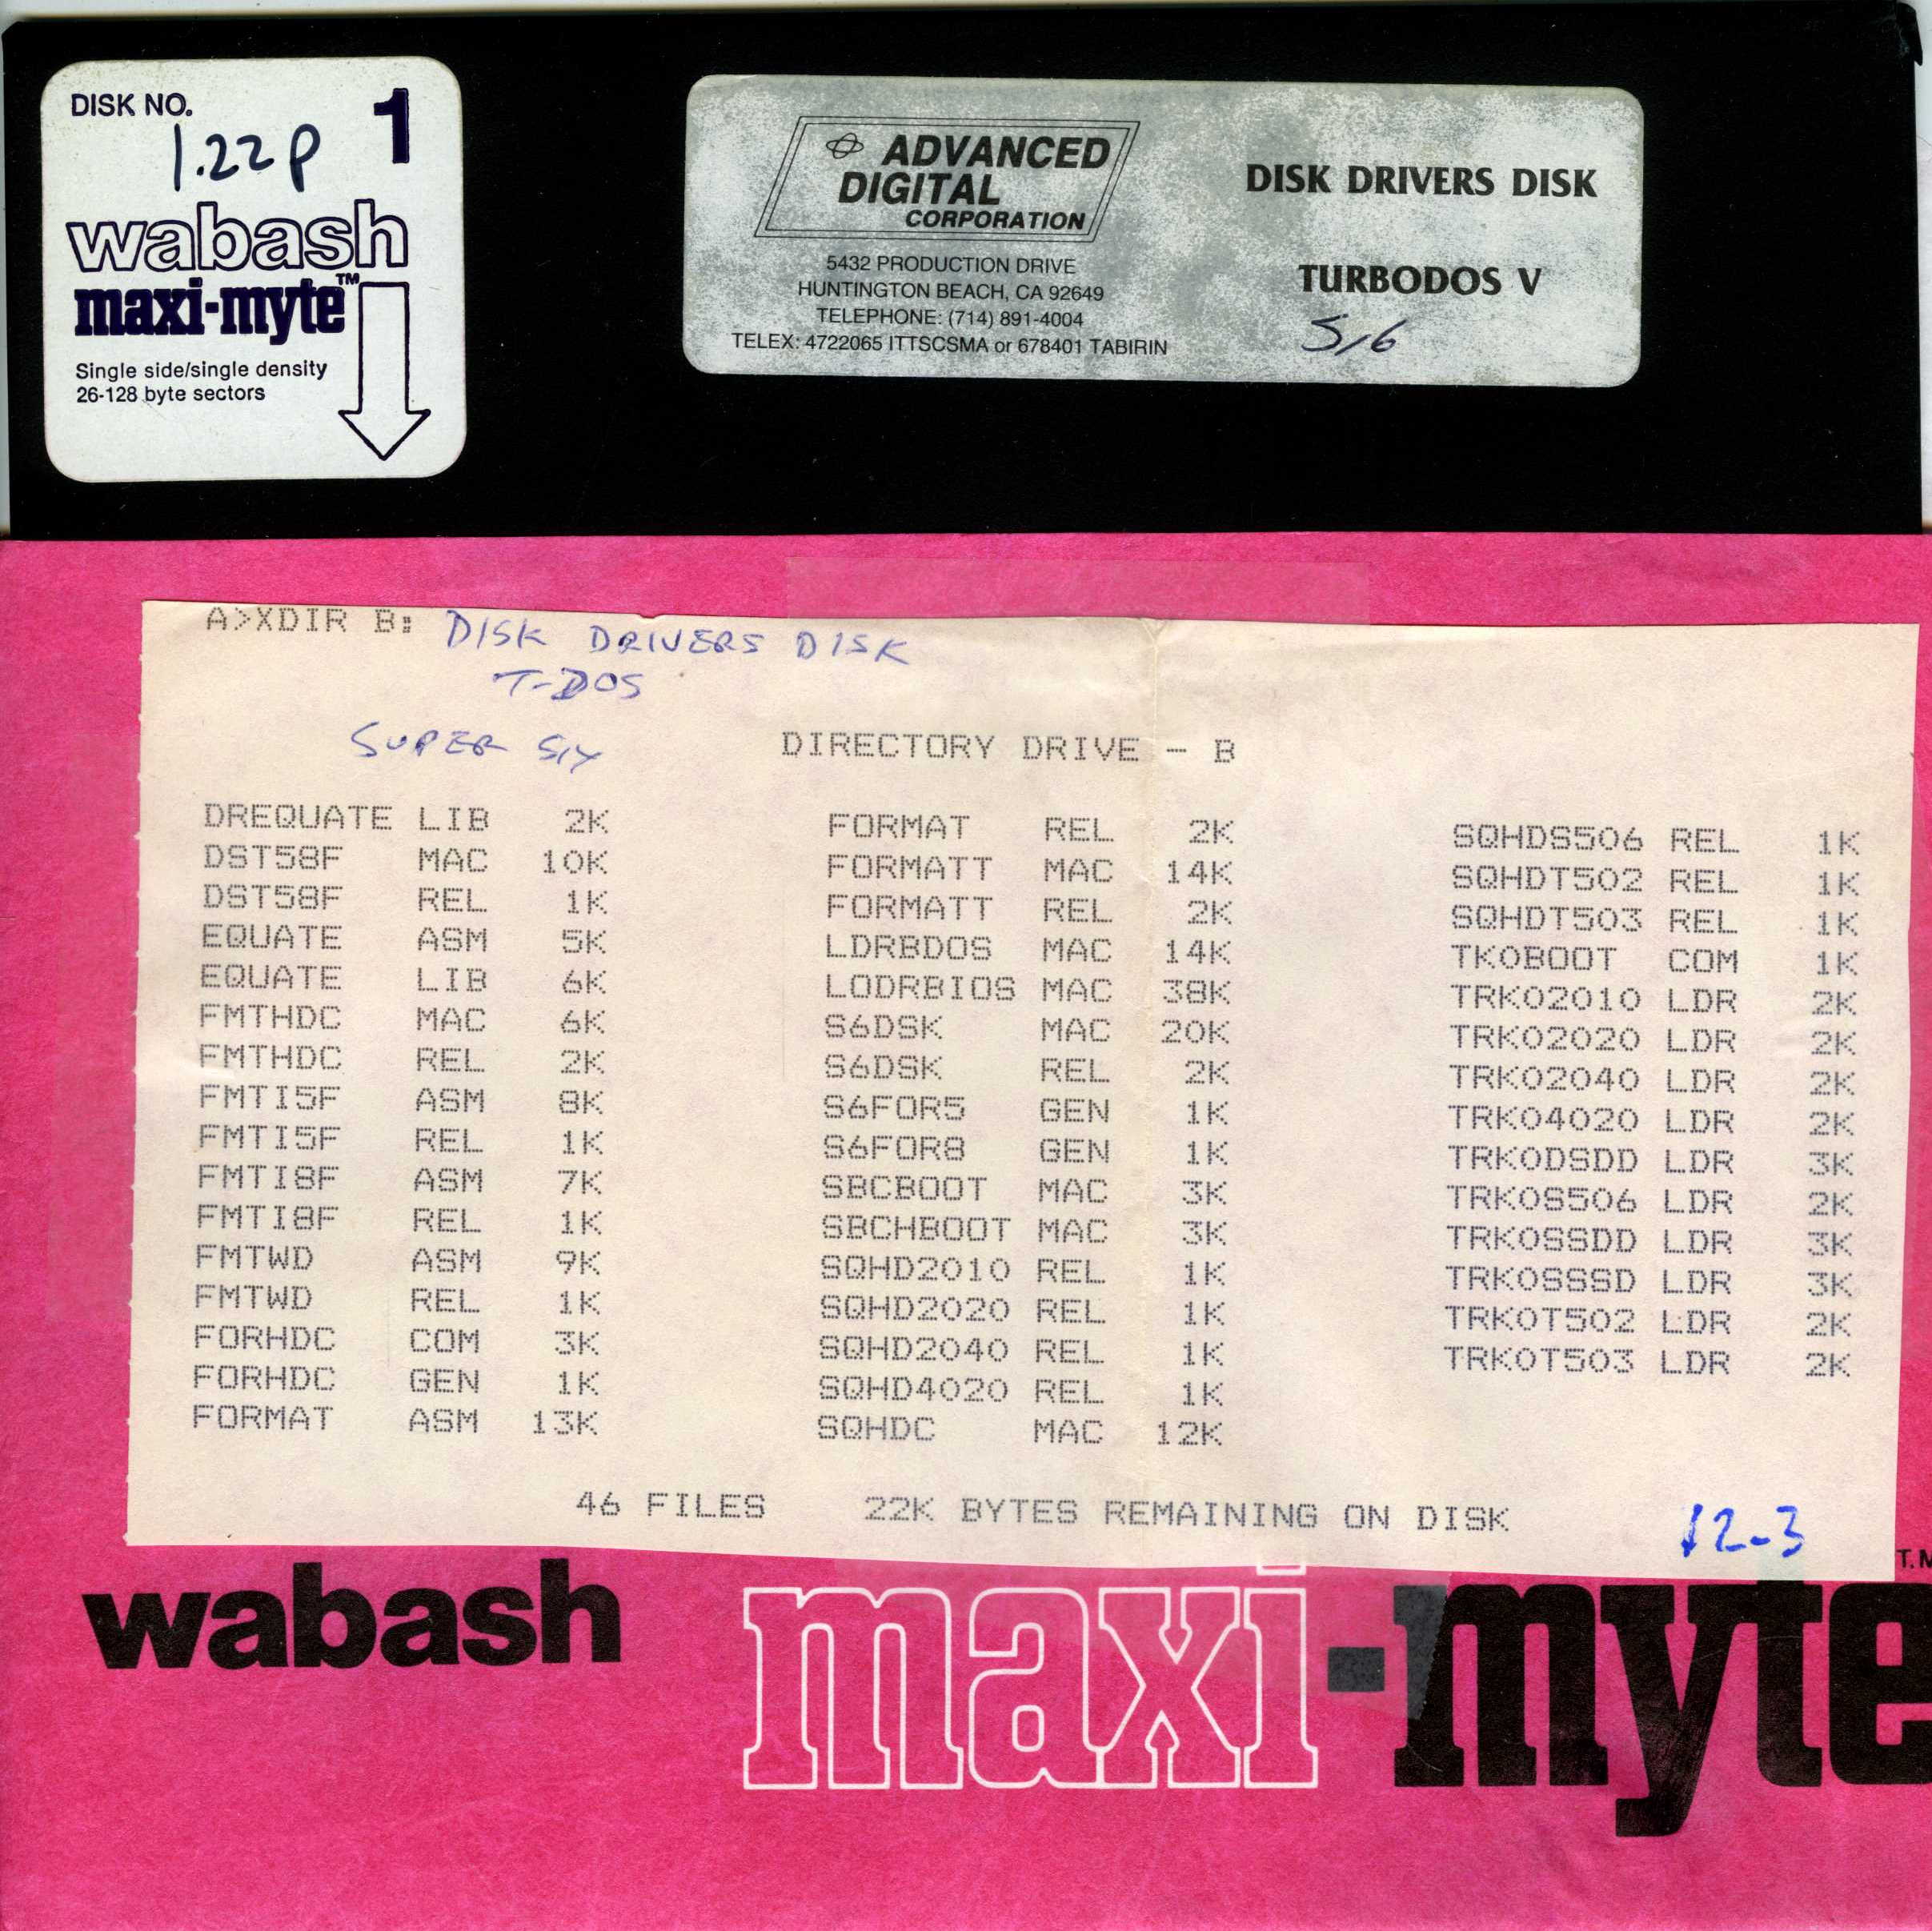 DISK NO. 1
1.22p
wabash
maxi-myte™
Single side/single density
26-128 byte sectors
ADVANCED
DIGITAL
CORPORATION
5432 PRODUCTION DRIVE
HUNTINGTON BEACH, CA 92649
TELEPHONE: (714) 891-4004
TELEX: 4722065 ITTSCSMA or 678401 TABIRIN
DISK DRIVERS DISK
TURBODOS V
S/6
A>XDIR B: DISK DRIVERS DISK
T-DOS
SUPER SIX
DIRECTORY DRIVE - B
DREQUATE LIB 2K FORMAT REL 2K SQHDS506 REL 1K
DST58F MAC 10K FORMATT MAC 14K SQHDT502 REL 1K
DST58F REL 1K FORMATT REL 2K SQHDT503 REL 1K
EQUATE ASM 5K LDRBDOS MAC 14K TK0BOOT COM 1K
EQUATE LIB 6K LODRBIOS MAC 38K TRK02010 LDR 2K
FMTHDC MAC 6K S6DSK MAC 20K TRK02020 LDR 2K
FMTHDC REL 2K S6DSK REL 2K TRK02040 LDR 2K
FMTI5F ASM 8K S6FOR5 GEN 1K TRK04020 LDR 2K
FMTI5F REL 1K S6FOR8 GEN 1K TRK0DSDD LDR 3K
FMTI8F ASM 7K SBCBOOT MAC 3K TRK0S506 LDR 2K
FMTI8F REL 1K SBCHBOOT MAC 3K TRK0SSDD LDR 3K
FMTWD ASM 9K SQHD2010 REL 1K TRK0SSSD LDR 3K
FMTWD REL 1K SQHD2020 REL 1K TRK0T502 LDR 2K
FORHDC COM 3K SQHD2040 REL 1K TRK0T503 LDR 2K
FORHDC GEN 1K SQHD4020 REL 1K
FORMAT ASM 13K SQHDC MAC 12K
46 FILES 22K BYTES REMAINING ON DISK
12-3
wabash maxi-myte T.M